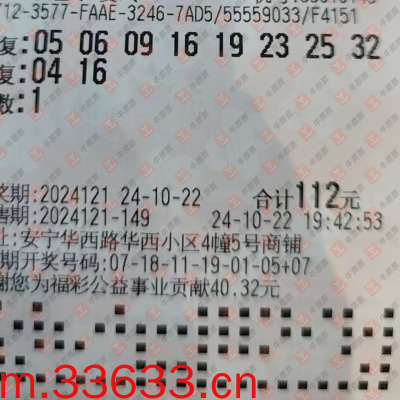 712-3577-FAAE-3246-7AD5/55559033/F4151
复:05 06 09 16 19 23 25 32
复:04 16
数:1
奖期:2024121 24-10-22 合计112元
售期:2024121-149 24-10-22 19:42:53
址:安宁华西路华西小区4幢5号商铺
期开奖号码:07-18-11-19-01-05+07
谢您为福彩公益事业贡献40.32元
m.33633.cn